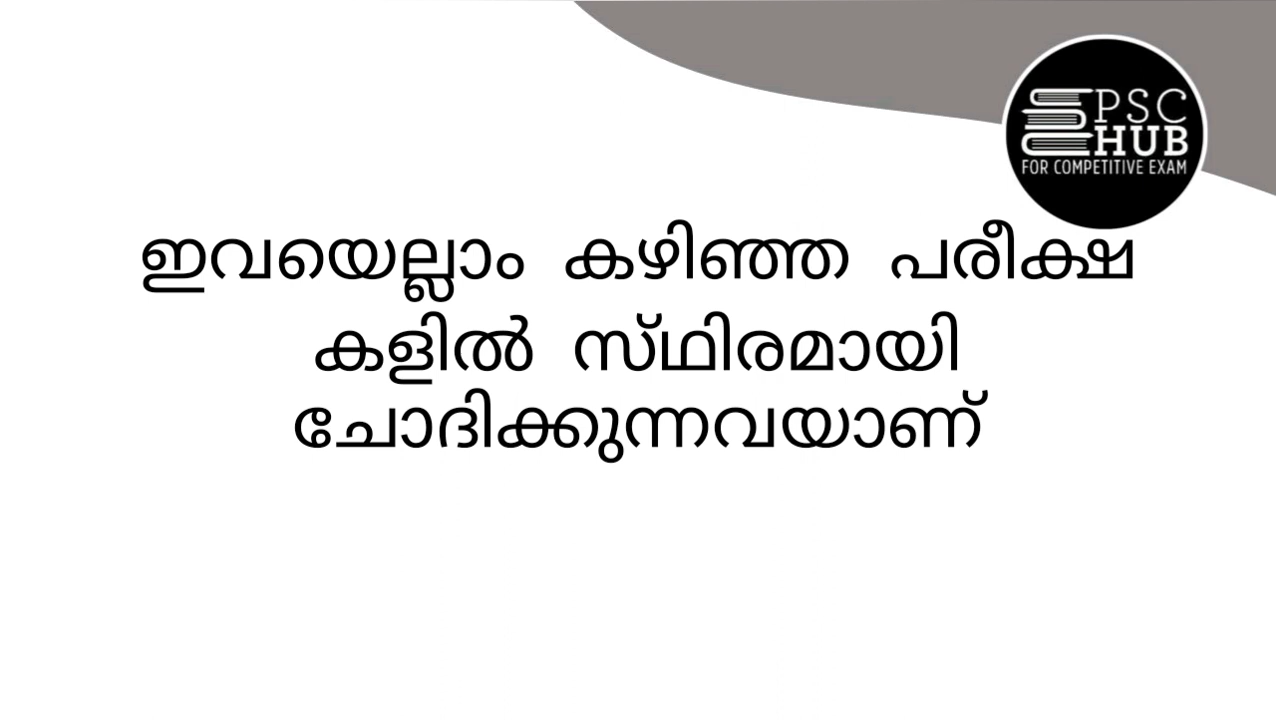 PSC
HUB
FOR COMPETITIVE EXAM
ഇവയെല്ലാം കഴിഞ്ഞ പരീക്ഷ
കളിൽ സ്ഥിരമായി
ചോദിക്കുന്നവയാണ്